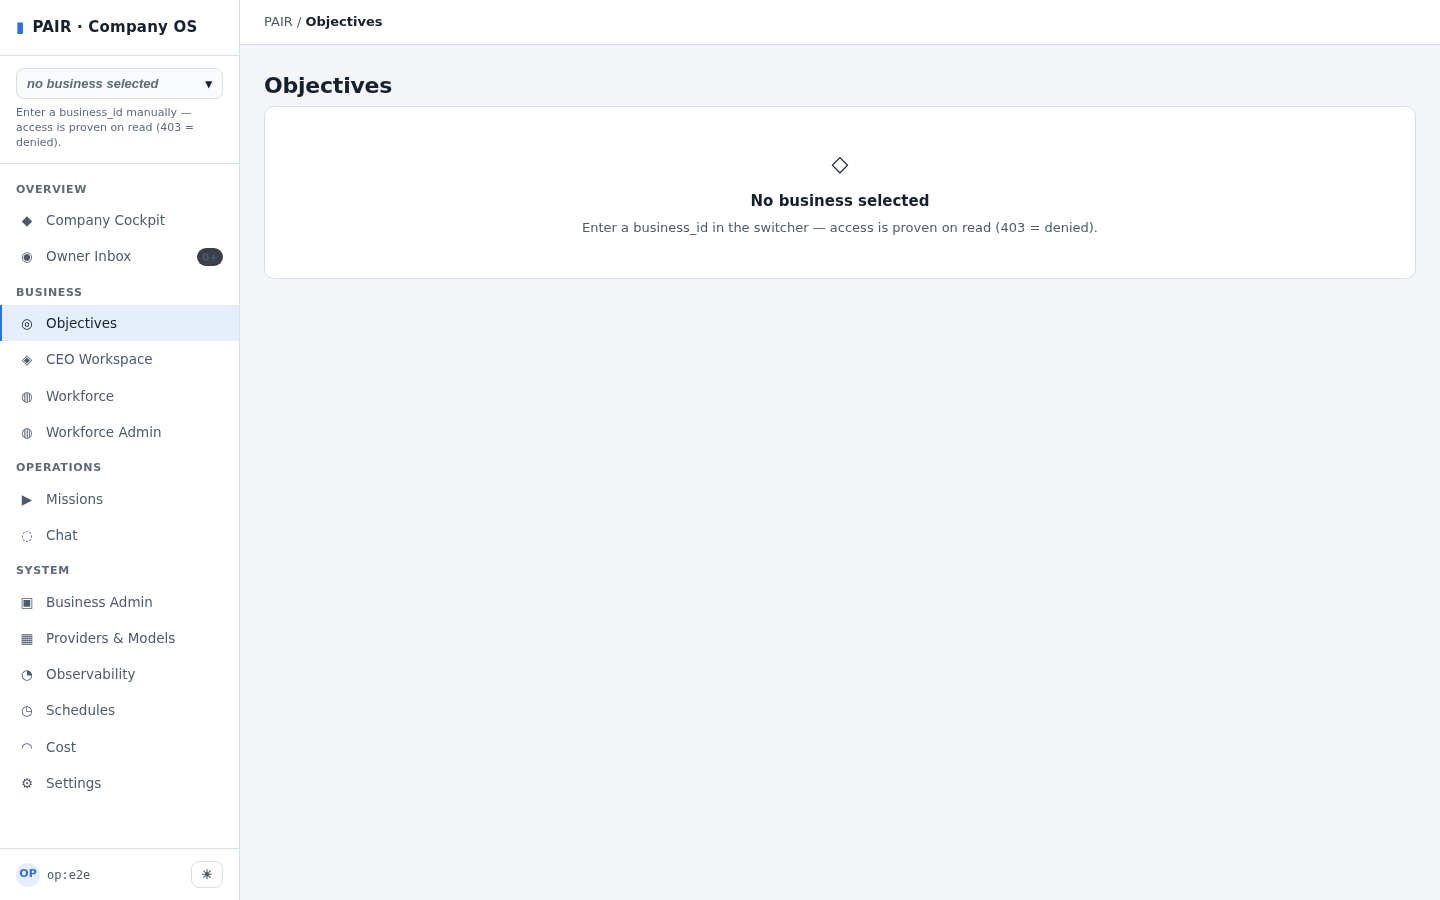 PAIR · Company OS
no business selected
Enter a business_id manually —
access is proven on read (403 =
denied).
OVERVIEW
Company Cockpit
Owner Inbox
0+
BUSINESS
Objectives
CEO Workspace
Workforce
Workforce Admin
OPERATIONS
Missions
Chat
SYSTEM
Business Admin
Providers & Models
Observability
Schedules
Cost
Settings
OP op:e2e
PAIR / Objectives
Objectives
No business selected
Enter a business_id in the switcher — access is proven on read (403 = denied).